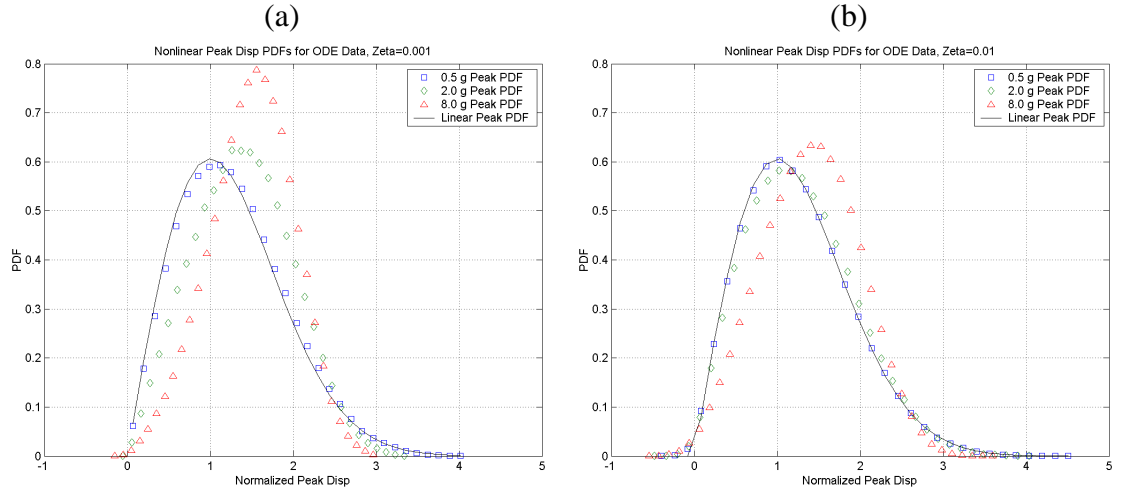 (a)
Nonlinear Peak Disp PDFs for ODE Data, Zeta=0.001
0.8
0.7
0.6
0.5
0.4
0.3
0.2
0.1
0
PDF
-1 0 1 2 3 4 5
Normalized Peak Disp
0.5 g Peak PDF
2.0 g Peak PDF
8.0 g Peak PDF
Linear Peak PDF
(b)
Nonlinear Peak Disp PDFs for ODE Data, Zeta=0.01
0.8
0.7
0.6
0.5
0.4
0.3
0.2
0.1
0
PDF
-1 0 1 2 3 4 5
Normalized Peak Disp
0.5 g Peak PDF
2.0 g Peak PDF
8.0 g Peak PDF
Linear Peak PDF